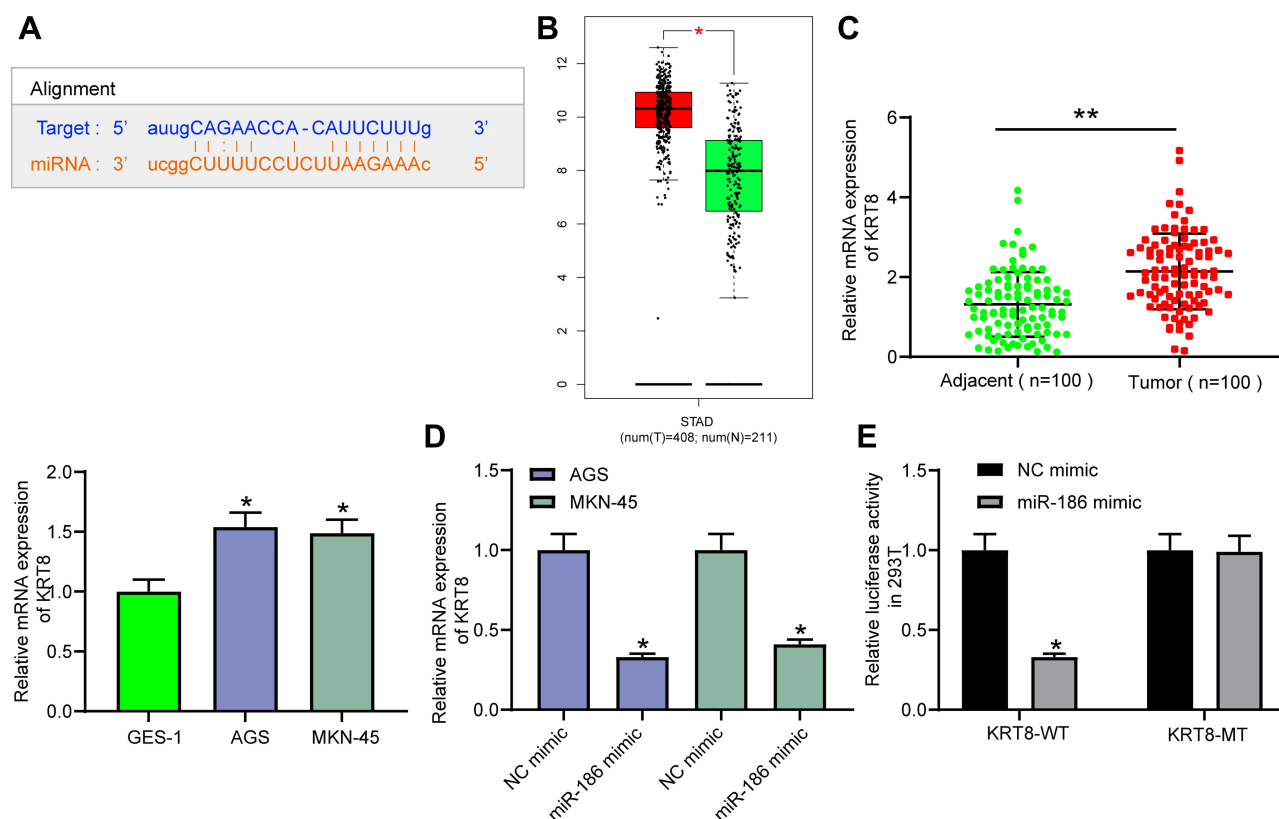 A
Alignment
Target : 5' auugCAGAACCA - CAUUCUUUg 3'
miRNA : 3' ucggCUUUUCCUCUUAAGAAAc 5'
B
*
12
10
8
6
4
2
0
STAD
(num(T)=408; num(N)=211)
C
Relative mRNA expression
of KRT8
6
4
2
0
**
Adjacent ( n=100 )
Tumor ( n=100 )
Relative mRNA expression
of KRT8
2.0
1.5
1.0
0.5
0.0
*
*
GES-1
AGS
MKN-45
D
AGS
MKN-45
Relative mRNA expression
of KRT8
1.5
1.0
0.5
0.0
*
*
NC mimic
miR-186 mimic
NC mimic
miR-186 mimic
E
NC mimic
miR-186 mimic
Relative luciferase activity
in 293T
1.5
1.0
0.5
0.0
*
KRT8-WT
KRT8-MT